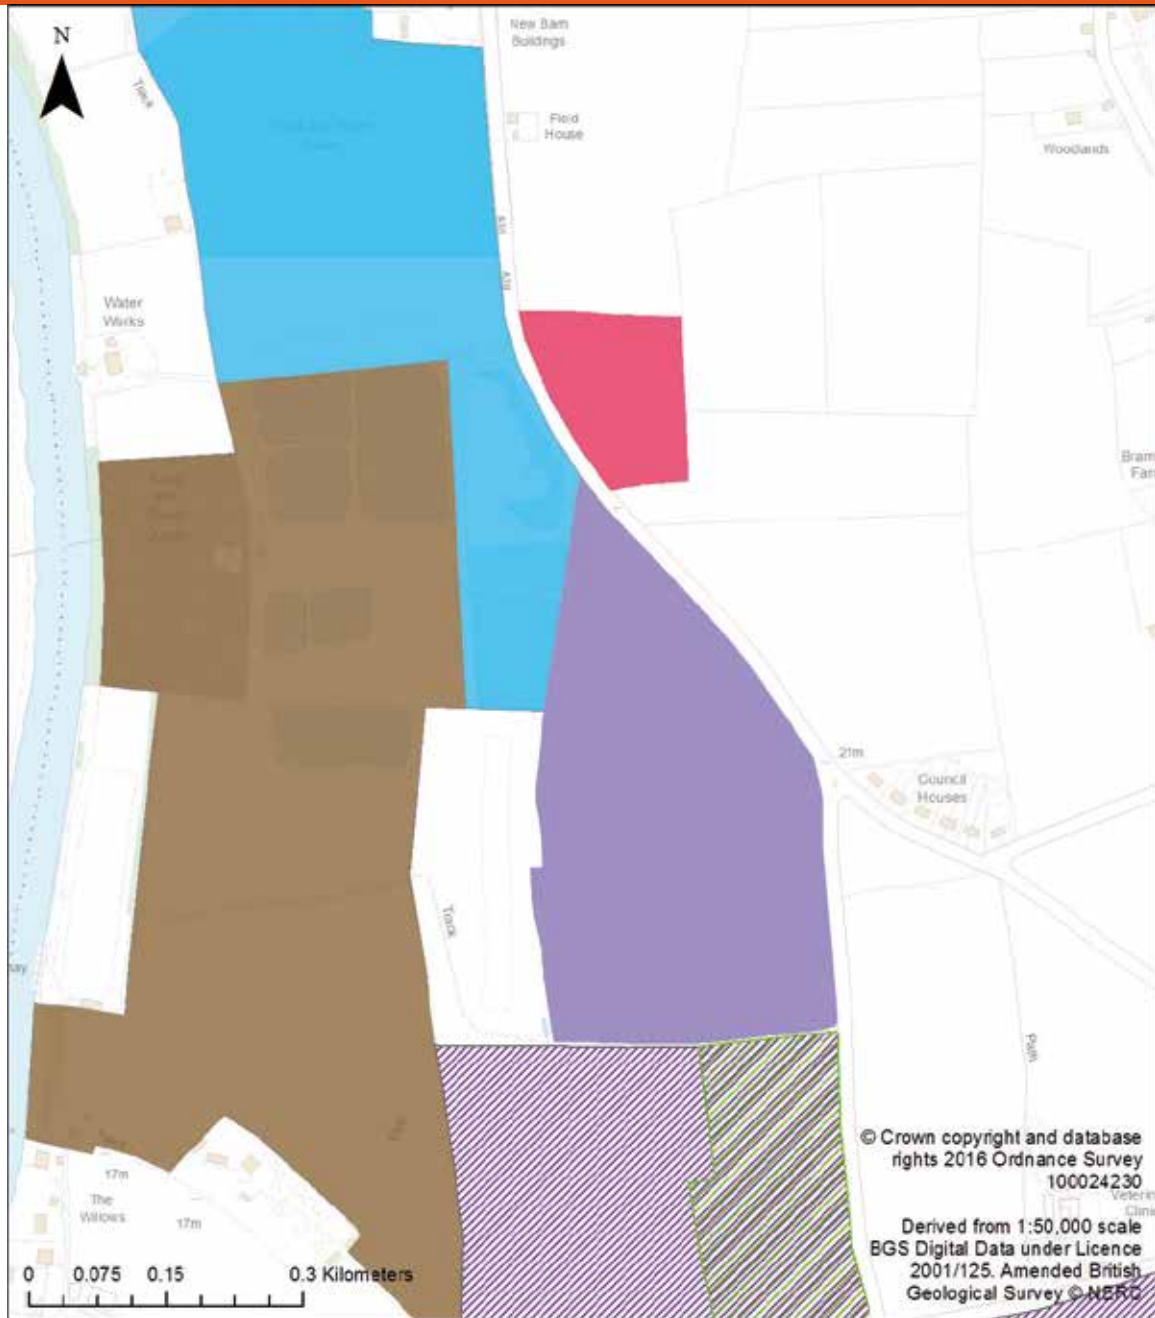 New Barn
Buildings
N
Track
Field
House
Woodlands
A38
A38
Water
Works
21m
Council
Houses
Track
Path
© Crown copyright and database
rights 2016 Ordnance Survey
100024230
17m
The
Willows
17m
Derived from 1:50,000 scale
BGS Digital Data under Licence
2001/125. Amended British
Geological Survey © NERC
0 0.075 0.15 0.3 Kilometers